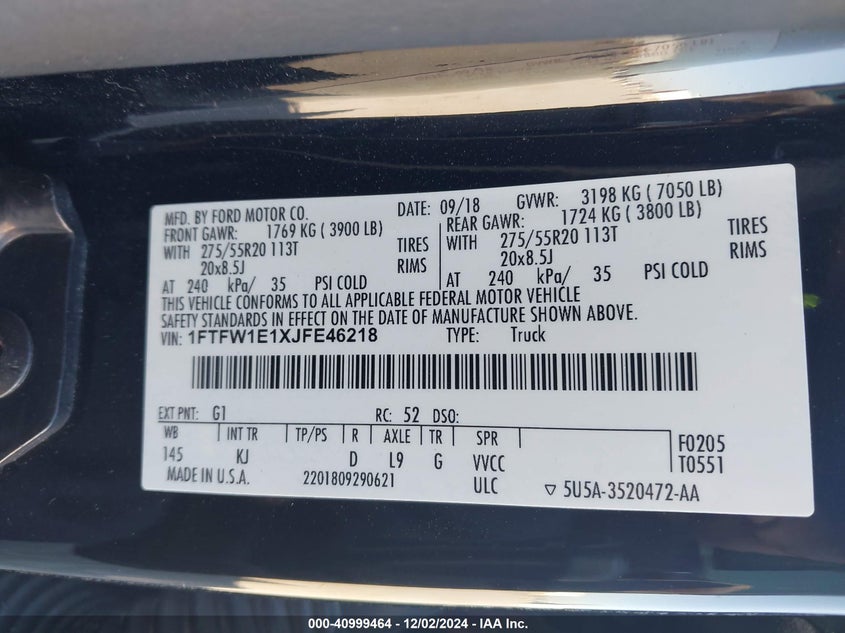 MFD. BY FORD MOTOR CO. DATE: 09/18 GVWR: 3198 KG ( 7050 LB)
FRONT GAWR: 1769 KG ( 3900 LB) REAR GAWR: 1724 KG ( 3800 LB)
WITH 275/55R20 113T TIRES WITH 275/55R20 113T TIRES
20x8.5J RIMS 20x8.5J RIMS
AT 240 kPa/ 35 PSI COLD AT 240 kPa/ 35 PSI COLD
THIS VEHICLE CONFORMS TO ALL APPLICABLE FEDERAL MOTOR VEHICLE
SAFETY STANDARDS IN EFFECT ON THE DATE OF MANUFACTURE SHOWN ABOVE.
VIN: 1FTFW1E1XJFE46218 TYPE: Truck
EXT PNT: G1 RC: 52 DSO:
WB INT TR TP/PS R AXLE TR SPR F0205
145 KJ D L9 G VVCC T0551
MADE IN U.S.A. 2201809290621 ULC ▽ 5U5A-3520472-AA
000-40999464 - 12/02/2024 - IAA Inc.